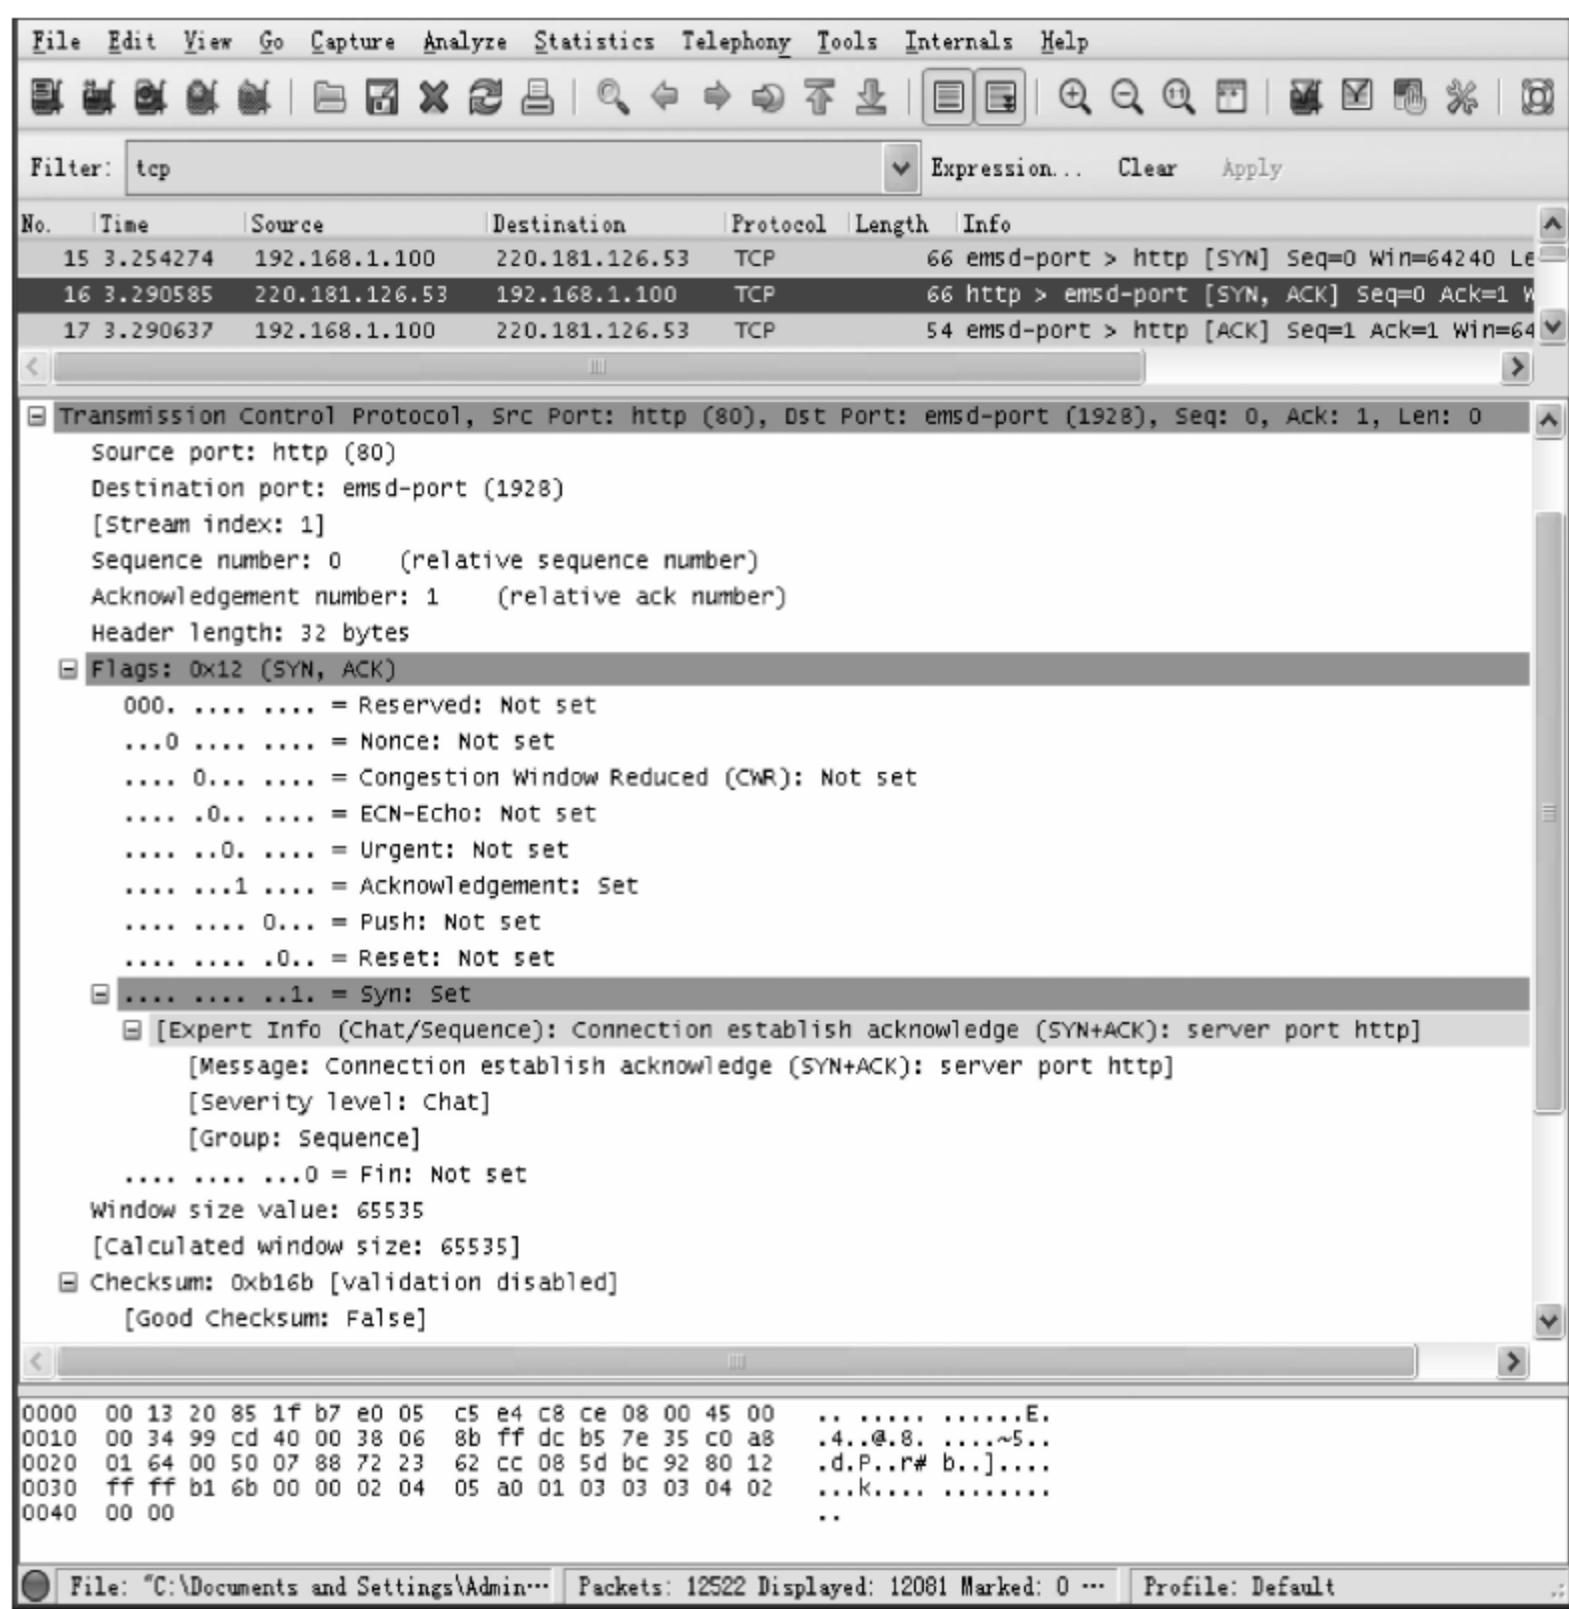 File Edit View Go Capture Analyze Statistics Telephony Tools Internals Help
Filter: tcp Expression... Clear Apply
No. Time Source Destination Protocol Length Info
15 3.254274 192.168.1.100 220.181.126.53 TCP 66 emsd-port > http [SYN] Seq=0 Win=64240 Le
16 3.290585 220.181.126.53 192.168.1.100 TCP 66 http > emsd-port [SYN, ACK] Seq=0 Ack=1 W
17 3.290637 192.168.1.100 220.181.126.53 TCP 54 emsd-port > http [ACK] Seq=1 Ack=1 Win=64
Transmission Control Protocol, Src Port: http (80), Dst Port: emsd-port (1928), Seq: 0, Ack: 1, Len: 0
Source port: http (80)
Destination port: emsd-port (1928)
[Stream index: 1]
Sequence number: 0 (relative sequence number)
Acknowledgement number: 1 (relative ack number)
Header length: 32 bytes
Flags: 0x12 (SYN, ACK)
000. .... .... = Reserved: Not set
...0 .... .... = Nonce: Not set
.... 0... .... = Congestion Window Reduced (CWR): Not set
.... .0.. .... = ECN-Echo: Not set
.... ..0. .... = Urgent: Not set
.... ...1 .... = Acknowledgement: Set
.... .... 0... = Push: Not set
.... .... .0.. = Reset: Not set
.... .... ..1. = Syn: Set
[Expert Info (Chat/Sequence): Connection establish acknowledge (SYN+ACK): server port http]
[Message: Connection establish acknowledge (SYN+ACK): server port http]
[Severity level: Chat]
[Group: Sequence]
.... .... ...0 = Fin: Not set
Window size value: 65535
[Calculated window size: 65535]
Checksum: 0xb16b [validation disabled]
[Good Checksum: False]
0000 00 13 20 85 1f b7 e0 05 c5 e4 c8 ce 08 00 45 00 .. ..... ......E.
0010 00 34 99 cd 40 00 38 06 8b ff dc b5 7e 35 c0 a8 .4..@.8. ....~5..
0020 01 64 00 50 07 88 72 23 62 cc 08 5d bc 92 80 12 .d.P..r# b..]....
0030 ff ff b1 6b 00 00 02 04 05 a0 01 03 03 03 04 02 ...k.... ........
0040 00 00 ..
File: "C:\Documents and Settings\Admin··· Packets: 12522 Displayed: 12081 Marked: 0 ··· Profile: Default